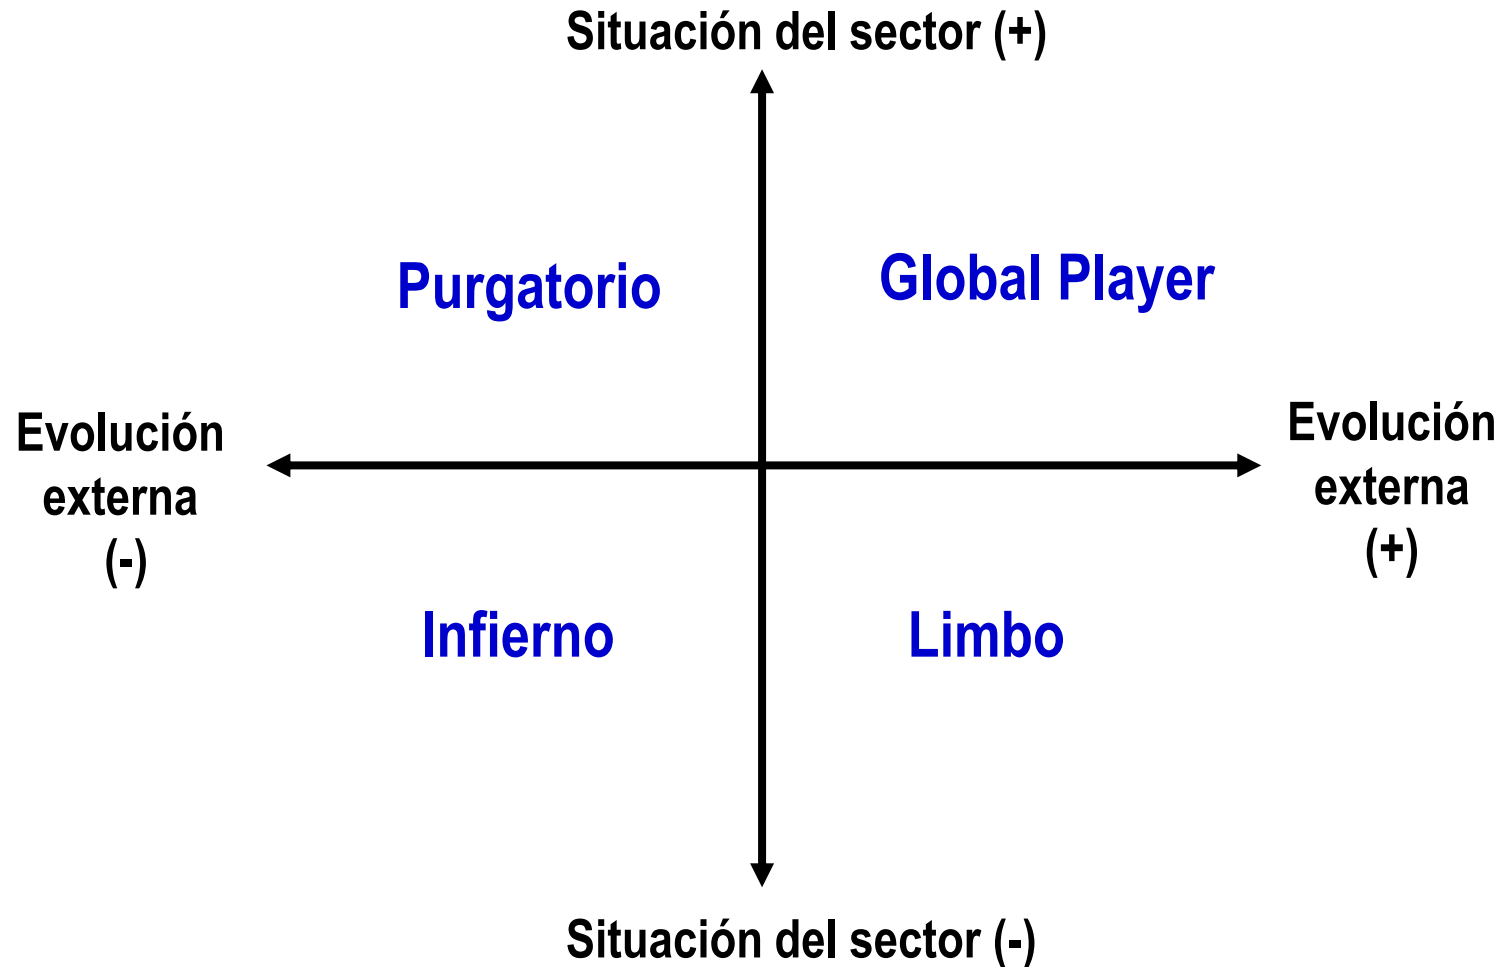 Situación del sector (+)
Purgatorio
Global Player
Evolución
externa
(-)
Evolución
externa
(+)
Infierno
Limbo
Situación del sector (-)